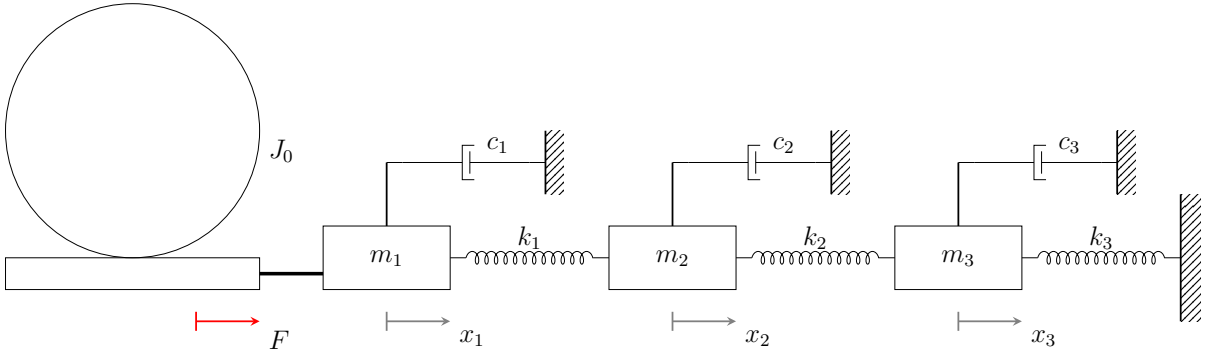 J₀
c₁
c₂
c₃
m₁
k₁
m₂
k₂
m₃
k₃
F
x₁
x₂
x₃